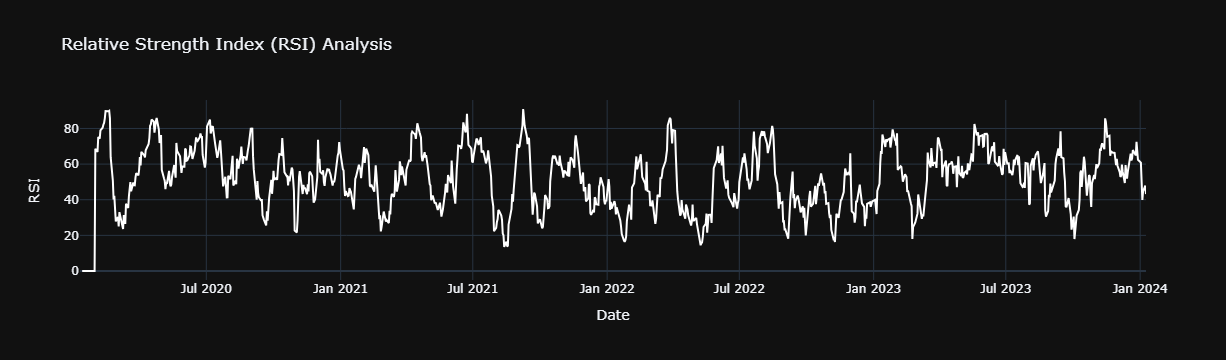 Relative Strength Index (RSI) Analysis
80
60
40
20
0
RSI
Jul 2020
Jan 2021
Jul 2021
Jan 2022
Jul 2022
Jan 2023
Jul 2023
Jan 2024
Date